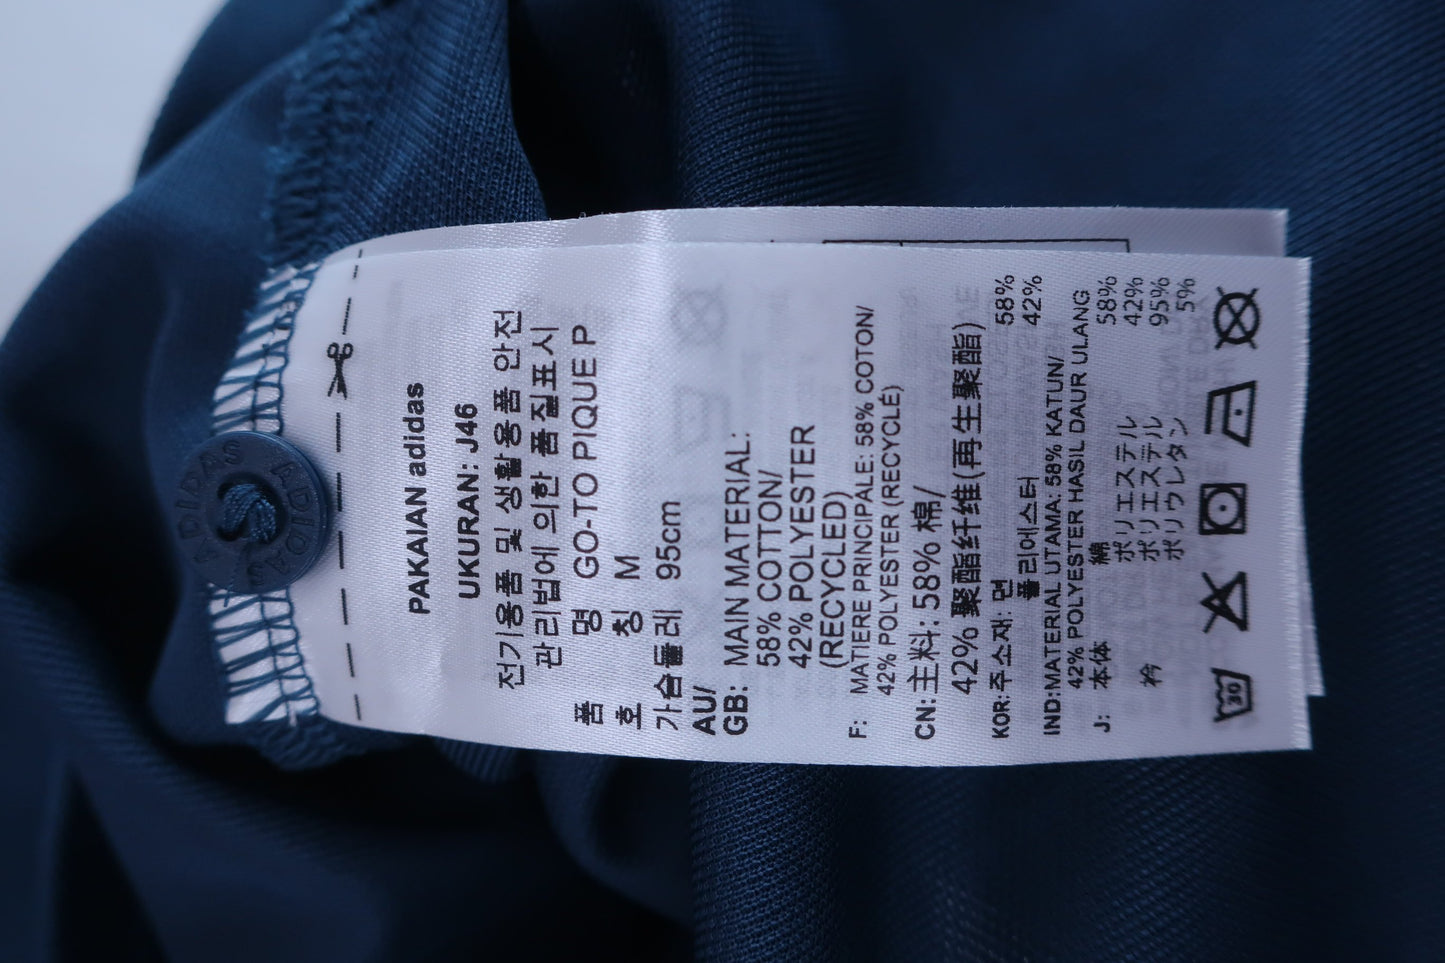 ADIDAS ADIDAS
PAKAIAN adidas
UKURAN: J46
전기용품 및 생활용품 안전
관리법에 의한 품질표시
품 명 GO-TO PIQUE P
호 칭 M
가슴둘레 95cm
AU/
GB: MAIN MATERIAL:
58% COTTON/
42% POLYESTER
(RECYCLED)
F: MATIERE PRINCIPALE: 58% COTON/
42% POLYESTER (RECYCLÉ)
CN: 主料: 58% 棉/
42% 聚酯纤维(再生聚酯)
KOR: 주소재: 면 58%
폴리에스터 42%
IND:MATERIAL UTAMA: 58% KATUN/
42% POLYESTER HASIL DAUR ULANG
J: 本体 綿 58%
ポリエステル 42%
衿 ポリエステル 95%
ポリウレタン 5%
30